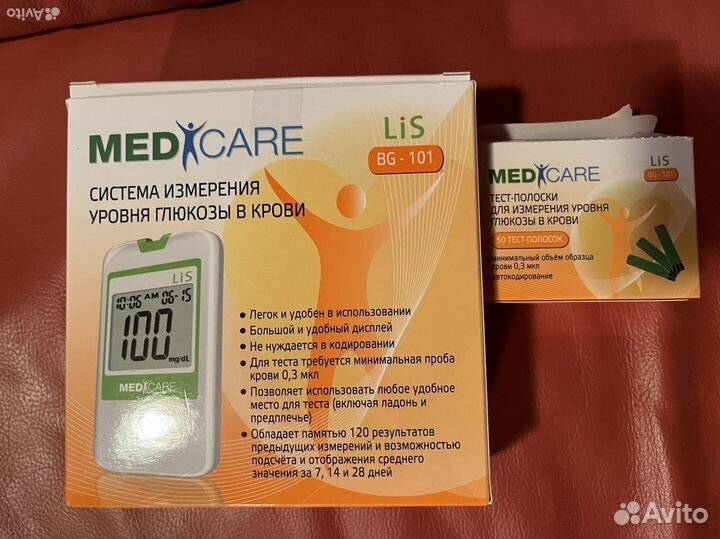 Avito
MEDICARE
LiS
BG - 101
СИСТЕМА ИЗМЕРЕНИЯ
УРОВНЯ ГЛЮКОЗЫ В КРОВИ
LiS
10:06 AM 06-15
100
mg/dL
MEDICARE
• Легок и удобен в использовании
• Большой и удобный дисплей
• Не нуждается в кодировании
• Для теста требуется минимальная проба
крови 0,3 мкл
• Позволяет использовать любое удобное
место для теста (включая ладонь и
предплечье)
• Обладает памятью 120 результатов
предыдущих измерений и возможностью
подсчёта и отображения среднего
значения за 7, 14 и 28 дней
MEDICARE
LiS
BG - 101
ТЕСТ-ПОЛОСКИ
ДЛЯ ИЗМЕРЕНИЯ УРОВНЯ
ГЛЮКОЗЫ В КРОВИ
50 ТЕСТ-ПОЛОСОК
минимальный объём образца
крови 0,3 мкл
автокодирование
Avito